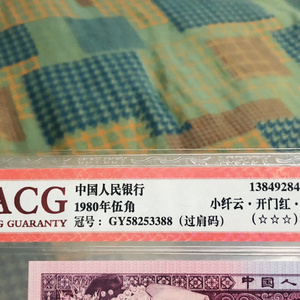 ACG
G GUARANTY
中国人民银行
1980年伍角
冠号：GY58253388（过肩码）
13849284
小纤云·开门红·
（☆☆☆）
中国人